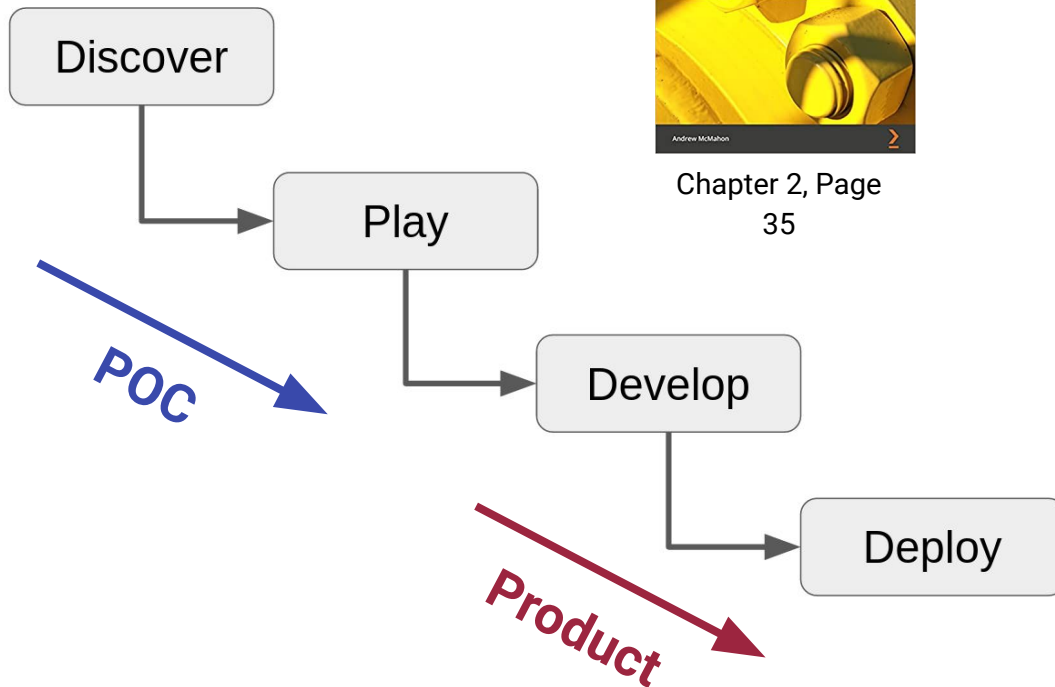 Discover
Andrew McMahon
Chapter 2, Page
35
Play
POC
Develop
Deploy
Product